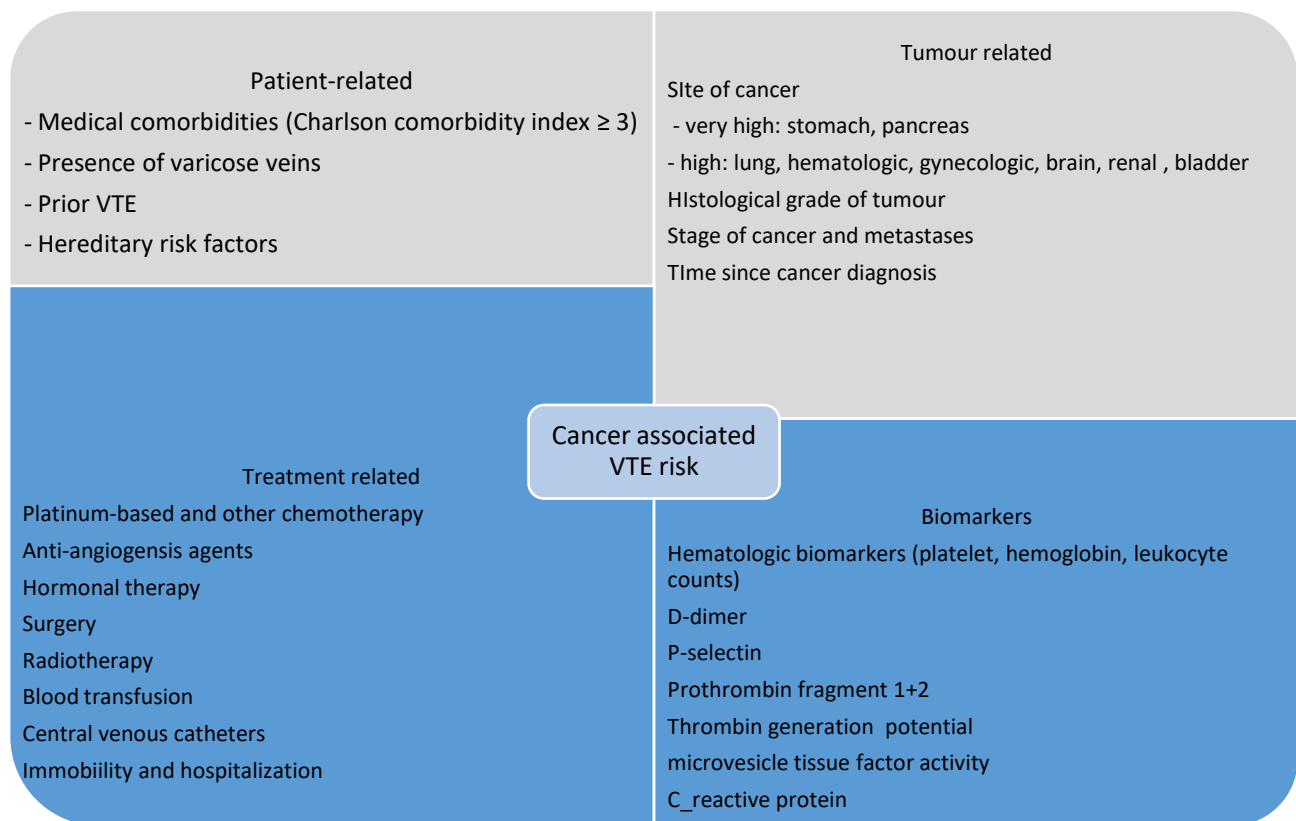 Patient-related
- Medical comorbidities (Charlson comorbidity index ≥ 3)
- Presence of varicose veins
- Prior VTE
- Hereditary risk factors
Tumour related
SIte of cancer
- very high: stomach, pancreas
- high: lung, hematologic, gynecologic, brain, renal , bladder
HIstological grade of tumour
Stage of cancer and metastases
TIme since cancer diagnosis
Cancer associated
VTE risk
Treatment related
Platinum-based and other chemotherapy
Anti-angiogensis agents
Hormonal therapy
Surgery
Radiotherapy
Blood transfusion
Central venous catheters
Immobiility and hospitalization
Biomarkers
Hematologic biomarkers (platelet, hemoglobin, leukocyte
counts)
D-dimer
P-selectin
Prothrombin fragment 1+2
Thrombin generation  potential
microvesicle tissue factor activity
C_reactive protein